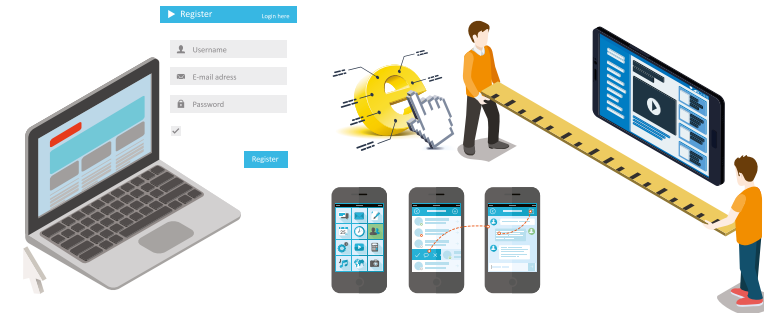 Register
Login here
Username
E-mail adress
Password
Register
e